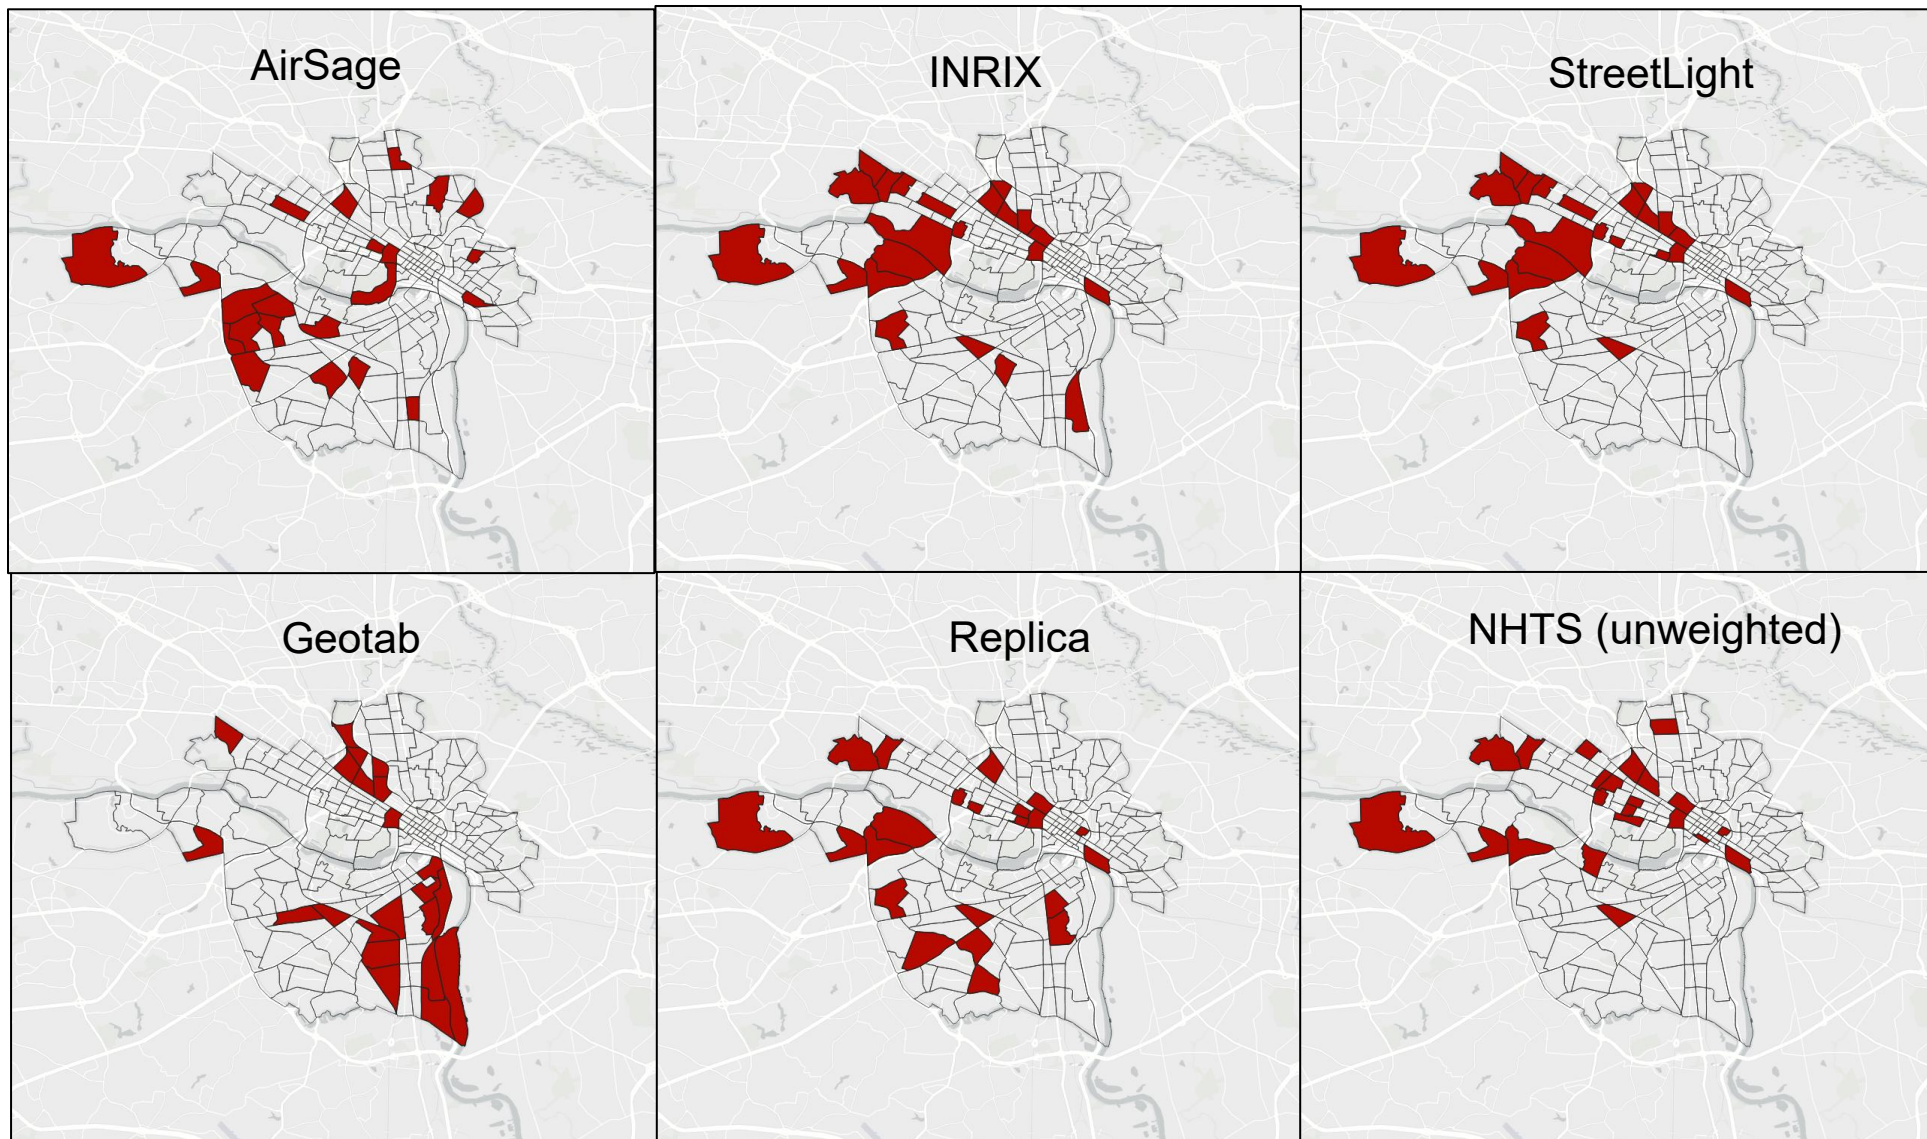 AirSage
INRIX
StreetLight
Geotab
Replica
NHTS (unweighted)